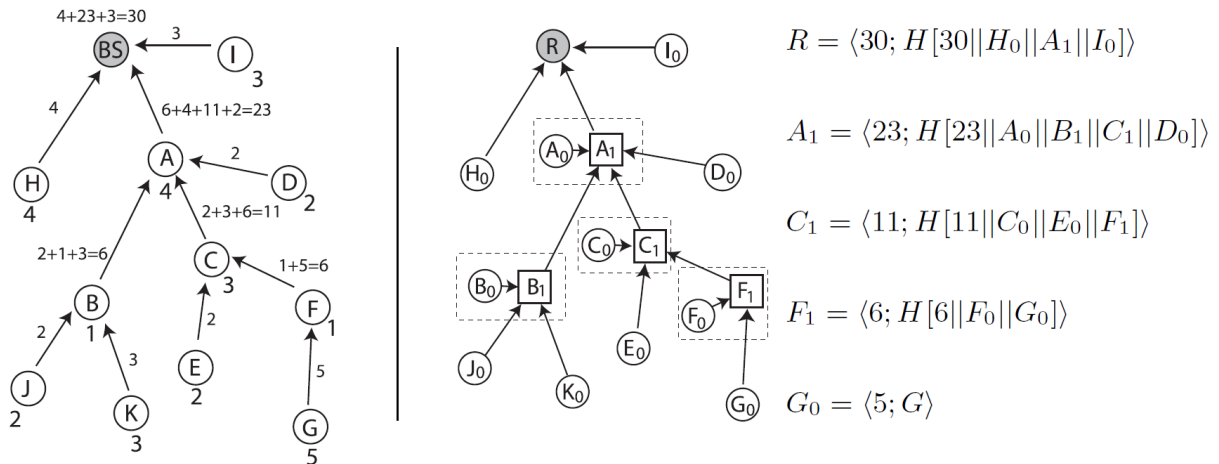 4+23+3=30
BS
3
I
3
4
6+4+11+2=23
A
4
2
D
2
H
4
2+3+6=11
2+1+3=6
C
3
1+5=6
B
1
F
1
2
3
2
5
J
2
K
3
E
2
G
5
R
I₀
A₀
A₁
H₀
D₀
C₀
C₁
B₀
B₁
F₀
F₁
E₀
J₀
K₀
G₀
R = ⟨30; H[30||H₀||A₁||I₀]⟩
A₁ = ⟨23; H[23||A₀||B₁||C₁||D₀]⟩
C₁ = ⟨11; H[11||C₀||E₀||F₁]⟩
F₁ = ⟨6; H[6||F₀||G₀]⟩
G₀ = ⟨5; G⟩